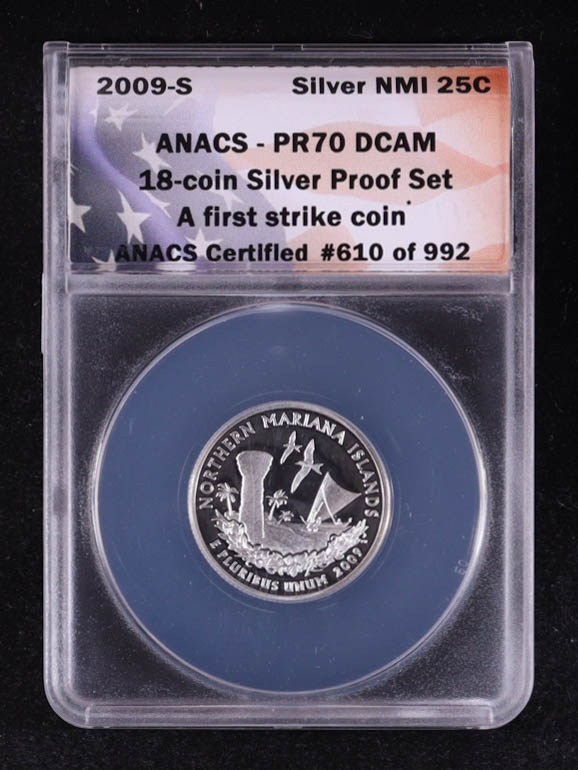 2009-S Silver NMI 25C
ANACS - PR70 DCAM
18-coin Silver Proof Set
A first strike coin
ANACS Certified #610 of 992
NORTHERN MARIANA ISLANDS
E PLURIBUS UNUM 2009